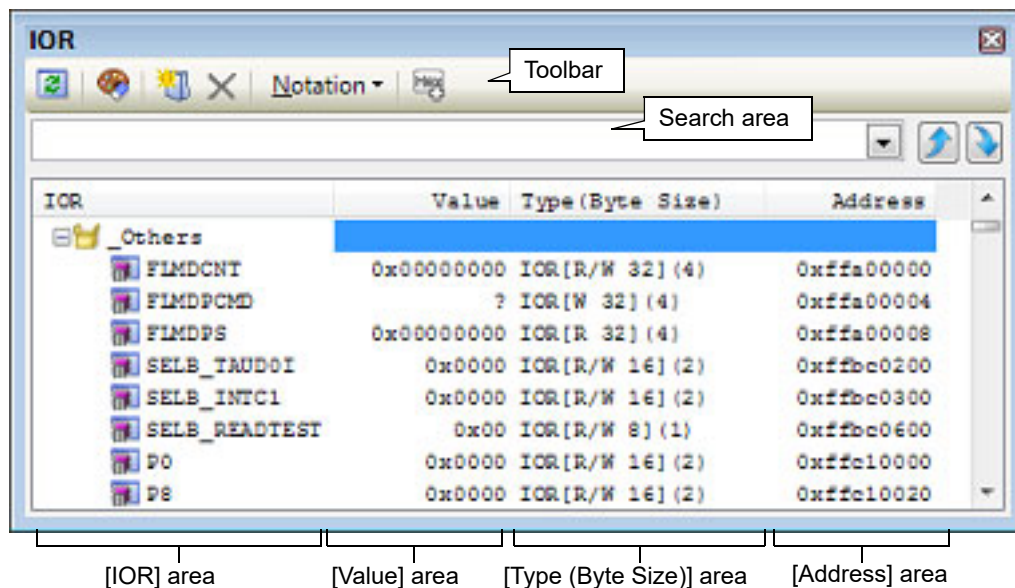 IOR
Notation
Hex
Toolbar
Search area
IOR Value Type(Byte Size) Address
_Others
FLMDCNT 0x00000000 IOR[R/W 32](4) 0xffa00000
FLMDPCMD ? IOR[W 32](4) 0xffa00004
FLMDPS 0x00000000 IOR[R 32](4) 0xffa00008
SELB_TAUD0I 0x0000 IOR[R/W 16](2) 0xffbc0200
SELB_INTC1 0x0000 IOR[R/W 16](2) 0xffbc0300
SELB_READTEST 0x00 IOR[R/W 8](1) 0xffbc0600
P0 0x0000 IOR[R/W 16](2) 0xffc10000
P8 0x0000 IOR[R/W 16](2) 0xffc10020
[IOR] area [Value] area [Type (Byte Size)] area [Address] area